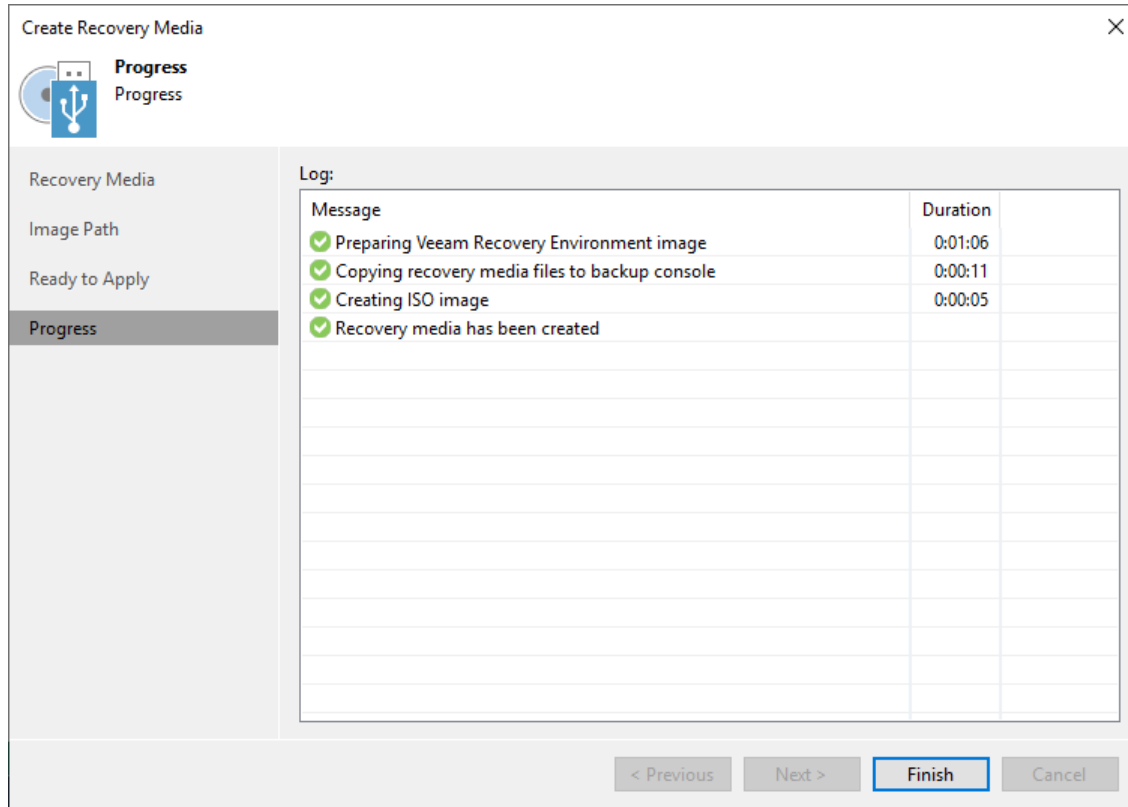 Create Recovery Media
Progress
Progress
Recovery Media
Image Path
Ready to Apply
Progress
Log:
Message Duration
Preparing Veeam Recovery Environment image 0:01:06
Copying recovery media files to backup console 0:00:11
Creating ISO image 0:00:05
Recovery media has been created
< Previous Next > Finish Cancel